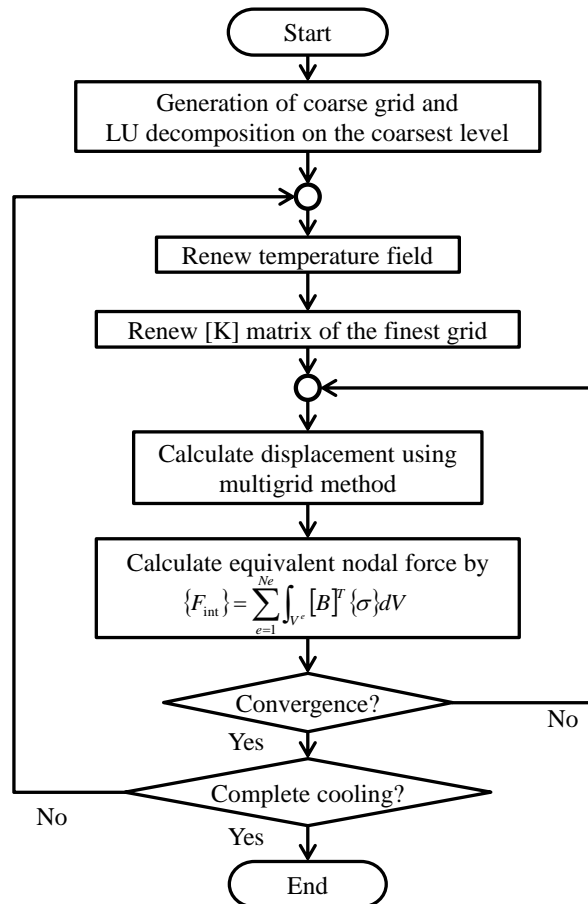 Start
Generation of coarse grid and
LU decomposition on the coarsest level
Renew temperature field
Renew [K] matrix of the finest grid
Calculate displacement using
multigrid method
Calculate equivalent nodal force by
{F_int} = ∑_{e=1}^{Ne} ∫_{V^e} [B]^T {σ}dV
Convergence?
No
Yes
Complete cooling?
No
Yes
End